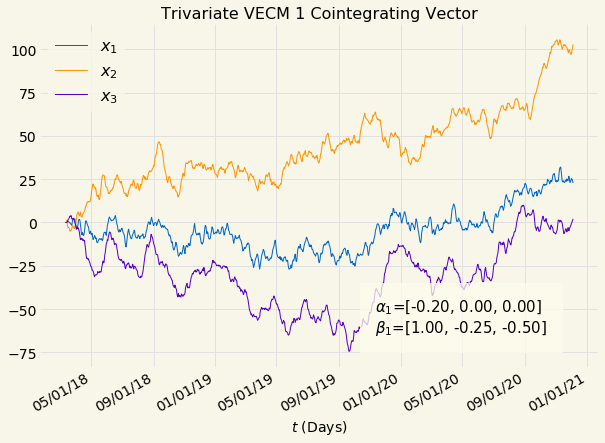 Trivariate VECM 1 Cointegrating Vector
x₁
x₂
x₃
100
75
50
25
0
−25
−50
−75
α₁=[-0.20, 0.00, 0.00]
β₁=[1.00, -0.25, -0.50]
05/01/18
09/01/18
01/01/19
05/01/19
09/01/19
01/01/20
05/01/20
09/01/20
01/01/21
t (Days)